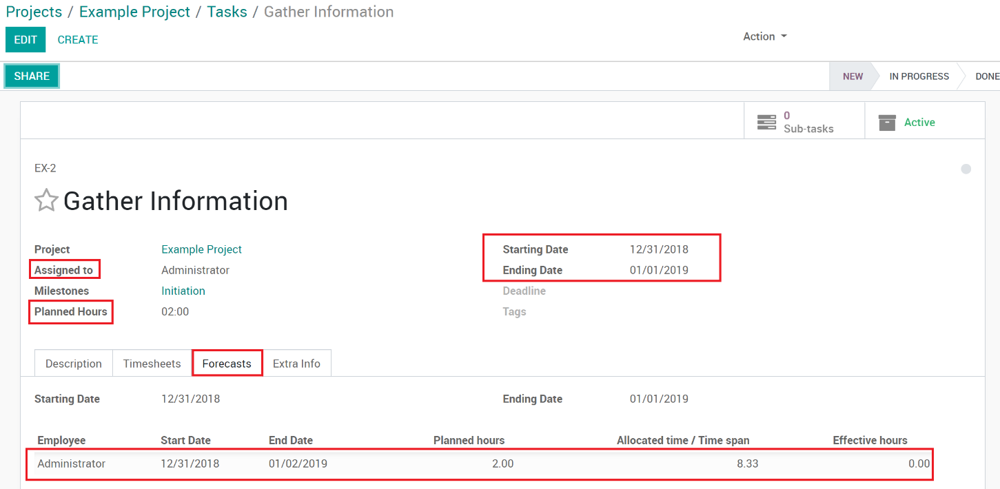 Projects / Example Project / Tasks / Gather Information
EDIT CREATE Action
SHARE NEW IN PROGRESS DONE
0
Sub-tasks Active
EX-2
Gather Information
Project Example Project Starting Date 12/31/2018
Assigned to Administrator Ending Date 01/01/2019
Milestones Initiation Deadline
Planned Hours 02:00 Tags
Description Timesheets Forecasts Extra Info
Starting Date 12/31/2018 Ending Date 01/01/2019
Employee Start Date End Date Planned hours Allocated time / Time span Effective hours
Administrator 12/31/2018 01/02/2019 2.00 8.33 0.00